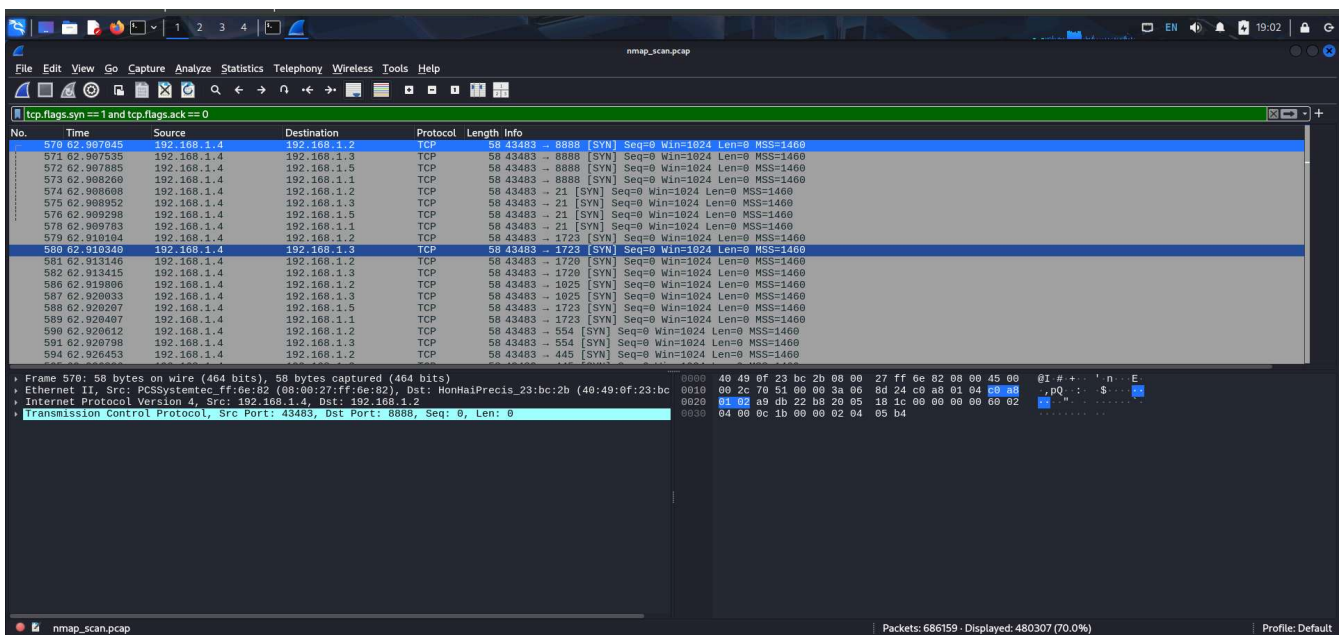 1 2 3 4
EN 19:02
nmap_scan.pcap
File Edit View Go Capture Analyze Statistics Telephony Wireless Tools Help
tcp.flags.syn == 1 and tcp.flags.ack == 0
No. Time Source Destination Protocol Length Info
570 62.907045 192.168.1.4 192.168.1.2 TCP 58 43483 → 8888 [SYN] Seq=0 Win=1024 Len=0 MSS=1460
571 62.907535 192.168.1.4 192.168.1.3 TCP 58 43483 → 8888 [SYN] Seq=0 Win=1024 Len=0 MSS=1460
572 62.907885 192.168.1.4 192.168.1.5 TCP 58 43483 → 8888 [SYN] Seq=0 Win=1024 Len=0 MSS=1460
573 62.908260 192.168.1.4 192.168.1.1 TCP 58 43483 → 8888 [SYN] Seq=0 Win=1024 Len=0 MSS=1460
574 62.908608 192.168.1.4 192.168.1.2 TCP 58 43483 → 21 [SYN] Seq=0 Win=1024 Len=0 MSS=1460
575 62.908952 192.168.1.4 192.168.1.3 TCP 58 43483 → 21 [SYN] Seq=0 Win=1024 Len=0 MSS=1460
576 62.909298 192.168.1.4 192.168.1.5 TCP 58 43483 → 21 [SYN] Seq=0 Win=1024 Len=0 MSS=1460
578 62.909783 192.168.1.4 192.168.1.1 TCP 58 43483 → 21 [SYN] Seq=0 Win=1024 Len=0 MSS=1460
579 62.910104 192.168.1.4 192.168.1.2 TCP 58 43483 → 1723 [SYN] Seq=0 Win=1024 Len=0 MSS=1460
580 62.910340 192.168.1.4 192.168.1.3 TCP 58 43483 → 1723 [SYN] Seq=0 Win=1024 Len=0 MSS=1460
581 62.913146 192.168.1.4 192.168.1.2 TCP 58 43483 → 1720 [SYN] Seq=0 Win=1024 Len=0 MSS=1460
582 62.913415 192.168.1.4 192.168.1.3 TCP 58 43483 → 1720 [SYN] Seq=0 Win=1024 Len=0 MSS=1460
586 62.919806 192.168.1.4 192.168.1.2 TCP 58 43483 → 1025 [SYN] Seq=0 Win=1024 Len=0 MSS=1460
587 62.920033 192.168.1.4 192.168.1.3 TCP 58 43483 → 1025 [SYN] Seq=0 Win=1024 Len=0 MSS=1460
588 62.920207 192.168.1.4 192.168.1.5 TCP 58 43483 → 1723 [SYN] Seq=0 Win=1024 Len=0 MSS=1460
589 62.920407 192.168.1.4 192.168.1.1 TCP 58 43483 → 1723 [SYN] Seq=0 Win=1024 Len=0 MSS=1460
590 62.920612 192.168.1.4 192.168.1.2 TCP 58 43483 → 554 [SYN] Seq=0 Win=1024 Len=0 MSS=1460
591 62.920798 192.168.1.4 192.168.1.3 TCP 58 43483 → 554 [SYN] Seq=0 Win=1024 Len=0 MSS=1460
594 62.926453 192.168.1.4 192.168.1.2 TCP 58 43483 → 445 [SYN] Seq=0 Win=1024 Len=0 MSS=1460
Frame 570: 58 bytes on wire (464 bits), 58 bytes captured (464 bits)
Ethernet II, Src: PCSSystemtec_ff:6e:82 (08:00:27:ff:6e:82), Dst: HonHaiPrecis_23:bc:2b (40:49:0f:23:bc
Internet Protocol Version 4, Src: 192.168.1.4, Dst: 192.168.1.2
Transmission Control Protocol, Src Port: 43483, Dst Port: 8888, Seq: 0, Len: 0
0000 40 49 0f 23 bc 2b 08 00 27 ff 6e 82 08 00 45 00 @I·#·+·· '·n···E·
0010 00 2c 70 51 00 00 3a 06 8d 24 c0 a8 01 04 c0 a8 ·,pQ··:· ·$······
0020 01 02 a9 db 22 b8 20 05 18 1c 00 00 00 00 60 02 ····"· · ······`·
0030 04 00 0c 1b 00 00 02 04 05 b4 ········ ··
nmap_scan.pcap Packets: 686159 · Displayed: 480307 (70.0%) Profile: Default